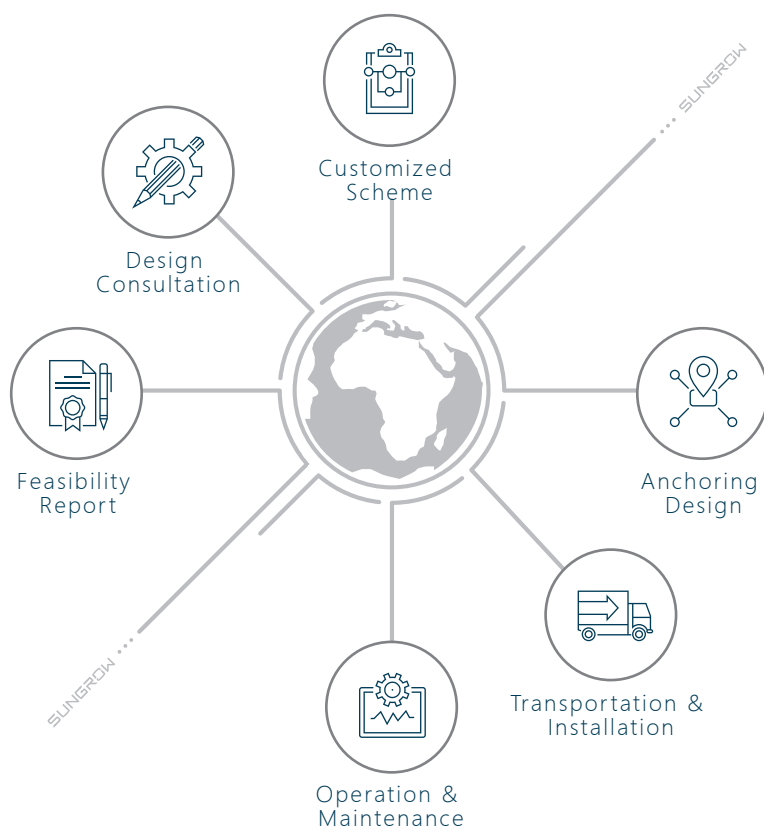 SUNGROW
Customized
Scheme
Design
Consultation
Feasibility
Report
Anchoring
Design
Transportation &
Installation
SUNGROW
Operation &
Maintenance